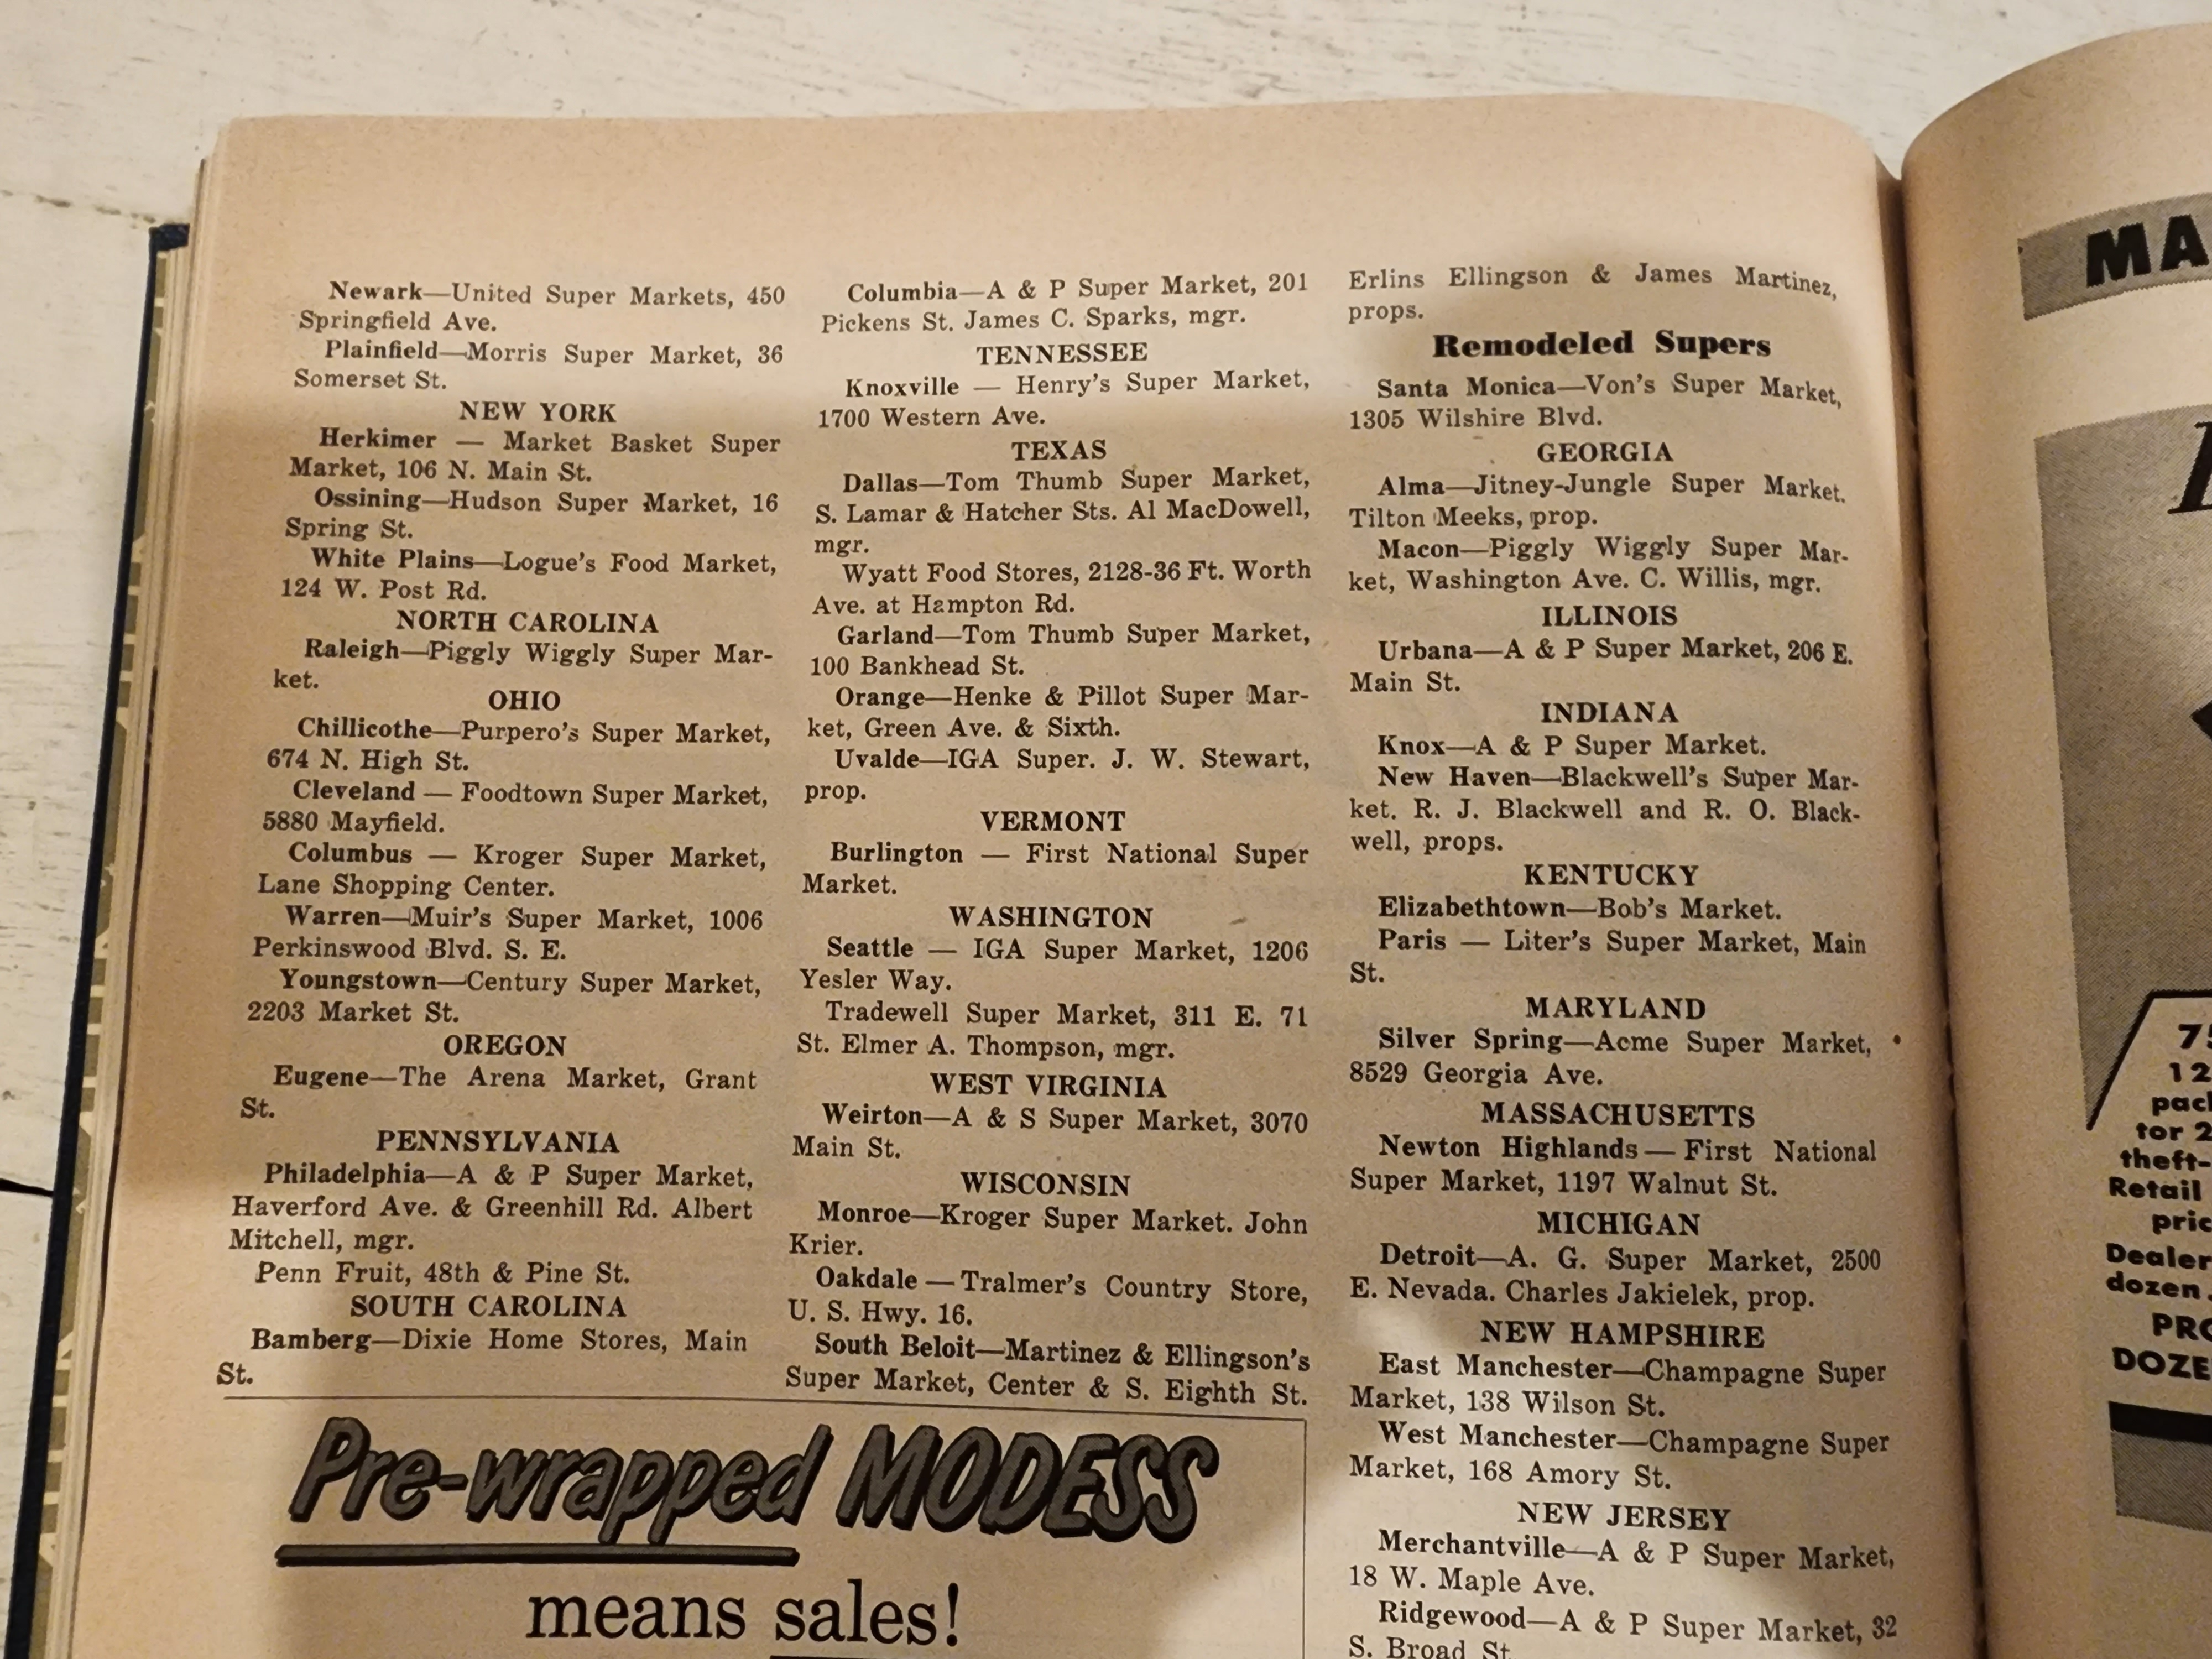 Newark—United Super Markets, 450
Springfield Ave.
Plainfield—Morris Super Market, 36
Somerset St.
NEW YORK
Herkimer — Market Basket Super
Market, 106 N. Main St.
Ossining—Hudson Super Market, 16
Spring St.
White Plains—Logue's Food Market,
124 W. Post Rd.
NORTH CAROLINA
Raleigh—Piggly Wiggly Super Mar-
ket.
OHIO
Chillicothe—Purpero's Super Market,
674 N. High St.
Cleveland — Foodtown Super Market,
5880 Mayfield.
Columbus — Kroger Super Market,
Lane Shopping Center.
Warren—Muir's Super Market, 1006
Perkinswood Blvd. S. E.
Youngstown—Century Super Market,
2203 Market St.
OREGON
Eugene—The Arena Market, Grant
St.
PENNSYLVANIA
Philadelphia—A & P Super Market,
Haverford Ave. & Greenhill Rd. Albert
Mitchell, mgr.
Penn Fruit, 48th & Pine St.
SOUTH CAROLINA
Bamberg—Dixie Home Stores, Main
St.
Columbia—A & P Super Market, 201
Pickens St. James C. Sparks, mgr.
TENNESSEE
Knoxville — Henry's Super Market,
1700 Western Ave.
TEXAS
Dallas—Tom Thumb Super Market,
S. Lamar & Hatcher Sts. Al MacDowell,
mgr.
Wyatt Food Stores, 2128-36 Ft. Worth
Ave. at Hampton Rd.
Garland—Tom Thumb Super Market,
100 Bankhead St.
Orange—Henke & Pillot Super Mar-
ket, Green Ave. & Sixth.
Uvalde—IGA Super. J. W. Stewart,
prop.
VERMONT
Burlington — First National Super
Market.
WASHINGTON
Seattle — IGA Super Market, 1206
Yesler Way.
Tradewell Super Market, 311 E. 71
St. Elmer A. Thompson, mgr.
WEST VIRGINIA
Weirton—A & S Super Market, 3070
Main St.
WISCONSIN
Monroe—Kroger Super Market. John
Krier.
Oakdale — Tralmer's Country Store,
U. S. Hwy. 16.
South Beloit—Martinez & Ellingson's
Super Market, Center & S. Eighth St.
Erlins Ellingson & James Martinez,
props.
Remodeled Supers
Santa Monica—Von's Super Market,
1305 Wilshire Blvd.
GEORGIA
Alma—Jitney-Jungle Super Market.
Tilton Meeks, prop.
Macon—Piggly Wiggly Super Mar-
ket, Washington Ave. C. Willis, mgr.
ILLINOIS
Urbana—A & P Super Market, 206 E.
Main St.
INDIANA
Knox—A & P Super Market.
New Haven—Blackwell's Super Mar-
ket. R. J. Blackwell and R. O. Black-
well, props.
KENTUCKY
Elizabethtown—Bob's Market.
Paris — Liter's Super Market, Main
St.
MARYLAND
Silver Spring—Acme Super Market,
8529 Georgia Ave.
MASSACHUSETTS
Newton Highlands — First National
Super Market, 1197 Walnut St.
MICHIGAN
Detroit—A. G. Super Market, 2500
E. Nevada. Charles Jakielek, prop.
NEW HAMPSHIRE
East Manchester—Champagne Super
Market, 138 Wilson St.
West Manchester—Champagne Super
Market, 168 Amory St.
NEW JERSEY
Merchantville—A & P Super Market,
18 W. Maple Ave.
Ridgewood—A & P Super Market, 32
S. Broad St
Pre-wrapped MODESS
means sales!
MA
75
12
pack
tor 2
theft-
Retail
pric
Dealer
dozen.
PRO
DOZE